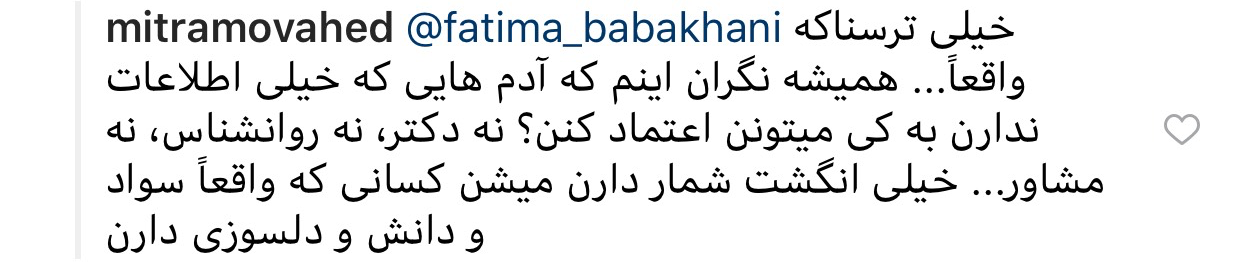 mitramovahed @fatima_babakhani خیلی ترسناکه
واقعاً... همیشه نگران اینم که آدم هایی که خیلی اطلاعات
ندارن به کی میتونن اعتماد کنن؟ نه دکتر، نه روانشناس، نه
مشاور... خیلی انگشت شمار دارن میشن کسانی که واقعاً سواد
و دانش و دلسوزی دارن